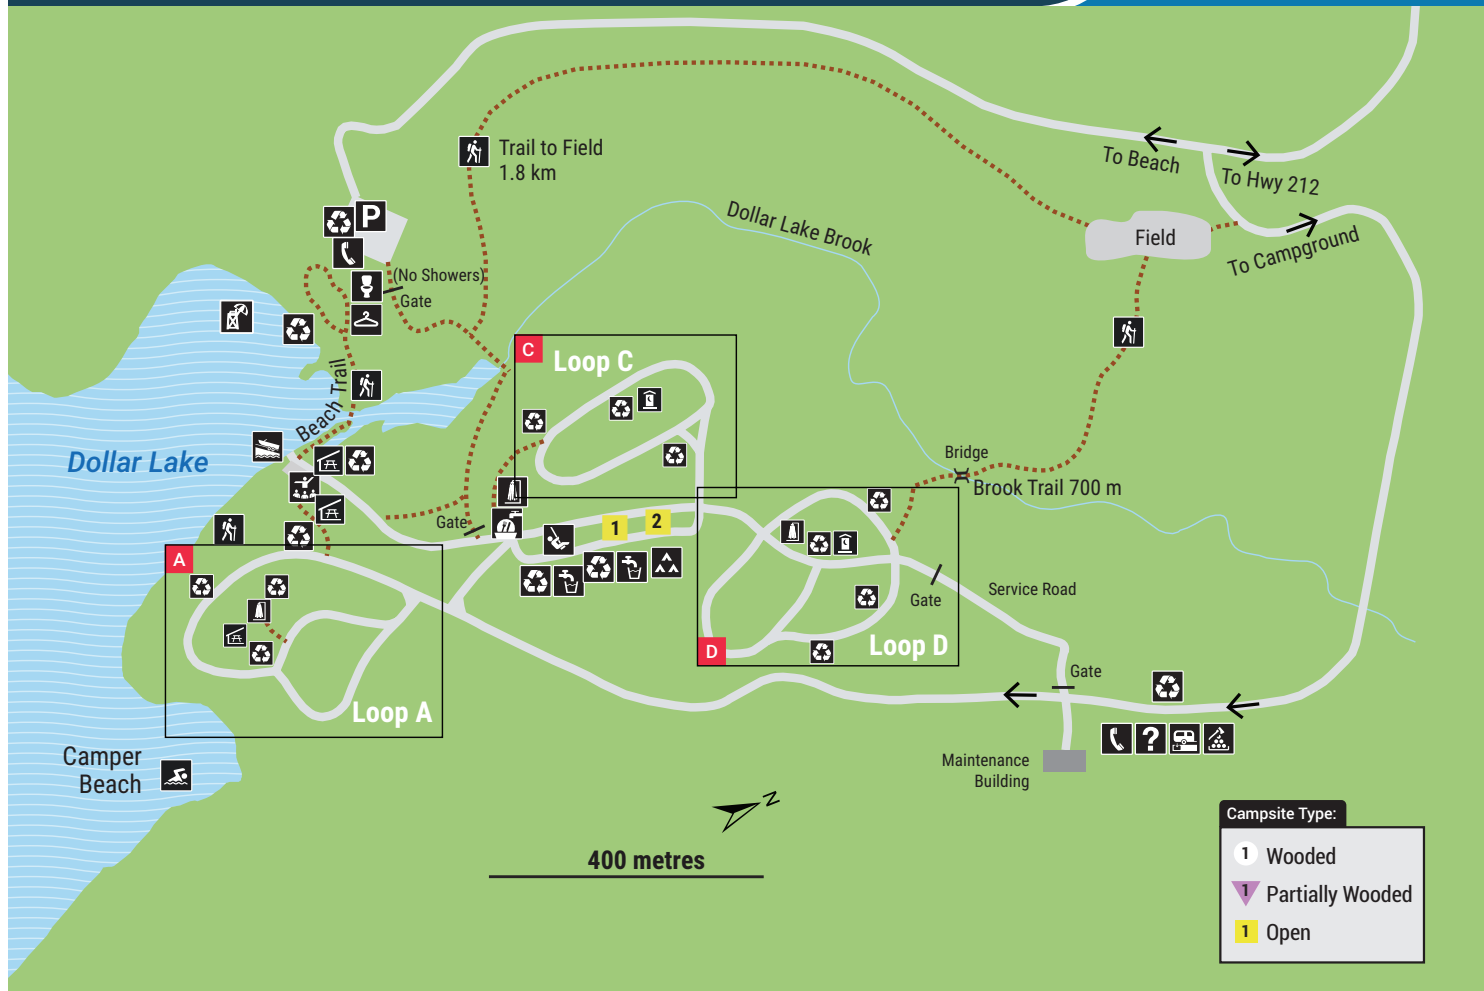 Trail to Field
1.8 km
To Beach
To Hwy 212
To Campground
Field
Dollar Lake Brook
P
(No Showers)
Gate
Beach Trail
Dollar Lake
C
Loop C
Bridge
Brook Trail 700 m
Gate
1
2
A
Loop A
D
Loop D
Gate
Service Road
Gate
?
Maintenance
Building
Camper
Beach
N
400 metres
Campsite Type:
1 Wooded
1 Partially Wooded
1 Open